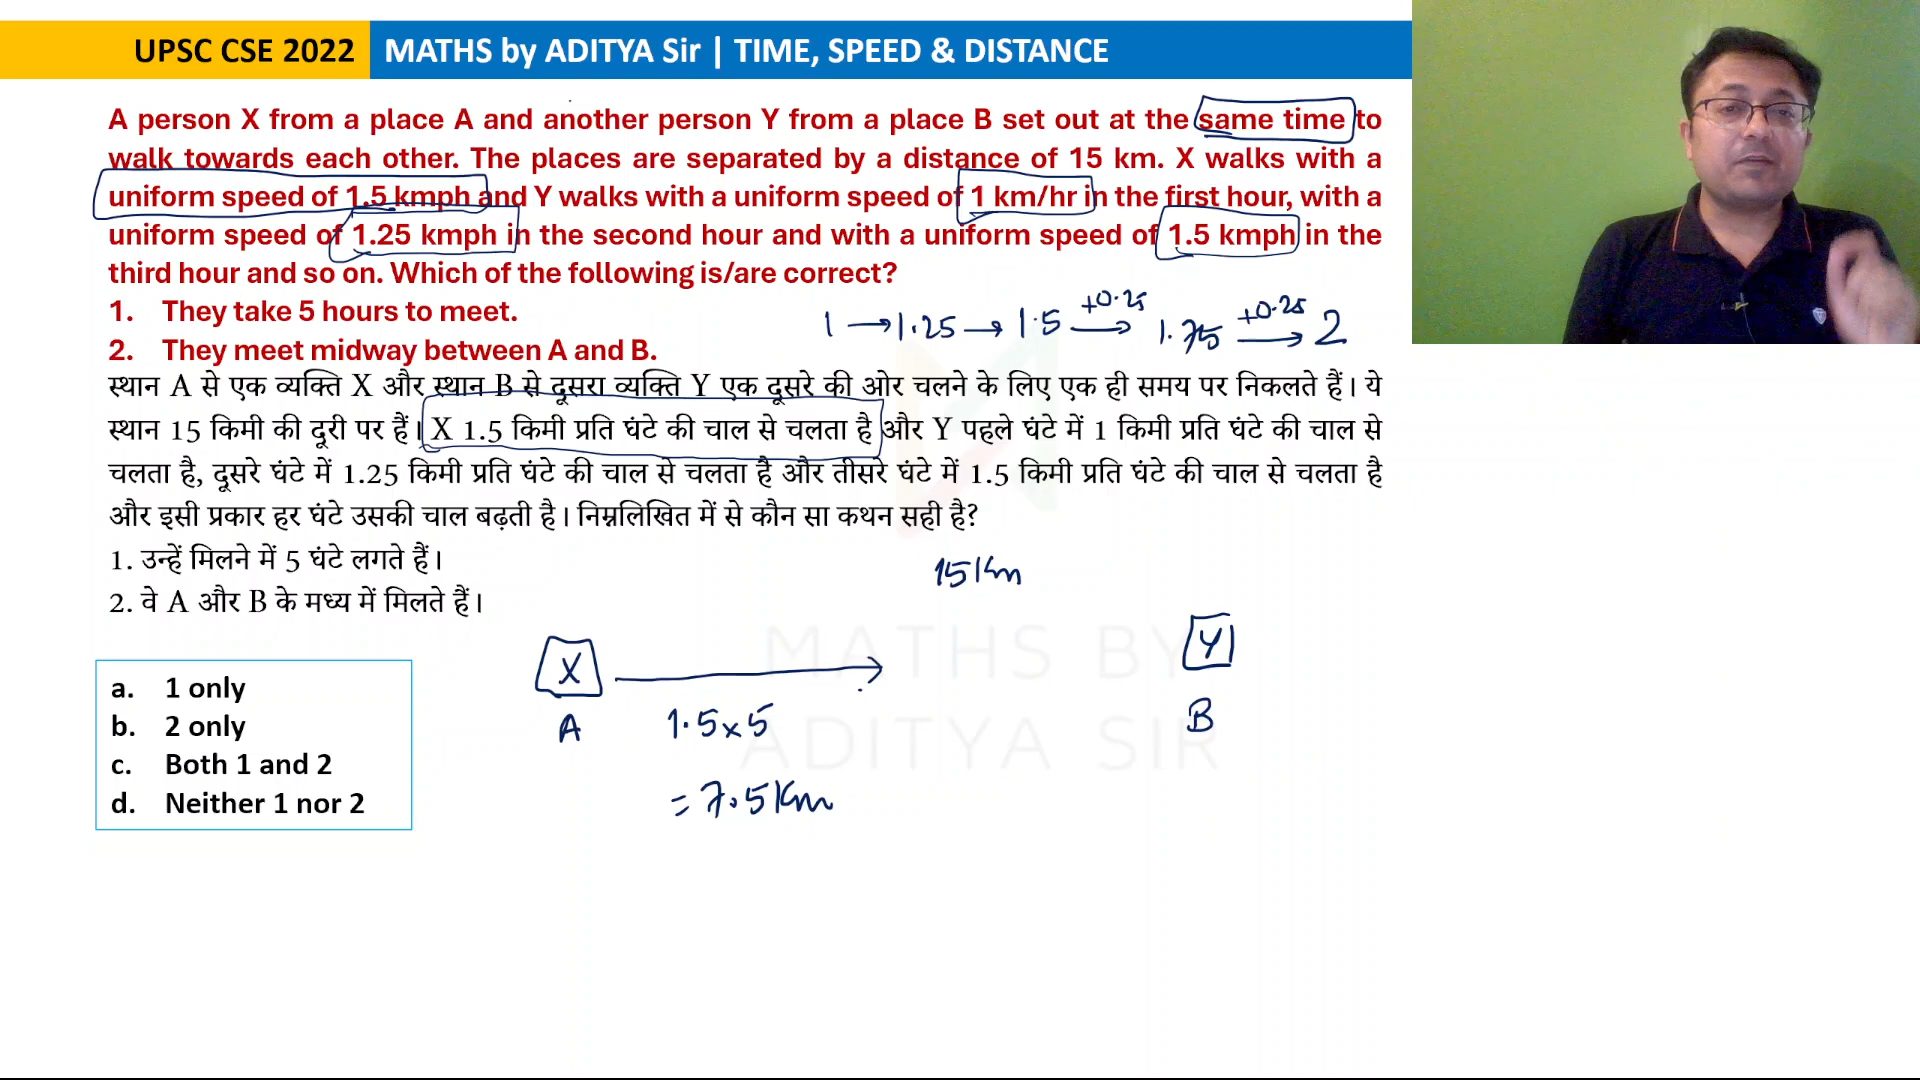 UPSC CSE 2022
MATHS by ADITYA Sir | TIME, SPEED & DISTANCE
A person X from a place A and another person Y from a place B set out at the same time to
walk towards each other. The places are separated by a distance of 15 km. X walks with a
uniform speed of 1.5 kmph and Y walks with a uniform speed of 1 km/hr in the first hour, with a
uniform speed of 1.25 kmph in the second hour and with a uniform speed of 1.5 kmph in the
third hour and so on. Which of the following is/are correct?
1. They take 5 hours to meet.
2. They meet midway between A and B.
1 → 1.25 → 1.5 +0.25 → 1.75 +0.25 → 2
स्थान A से एक व्यक्ति X और स्थान B से दूसरा व्यक्ति Y एक दूसरे की ओर चलने के लिए एक ही समय पर निकलते हैं। ये
स्थान 15 किमी की दूरी पर हैं। X 1.5 किमी प्रति घंटे की चाल से चलता है और Y पहले घंटे में 1 किमी प्रति घंटे की चाल से
चलता है, दूसरे घंटे में 1.25 किमी प्रति घंटे की चाल से चलता है और तीसरे घंटे में 1.5 किमी प्रति घंटे की चाल से चलता है
और इसी प्रकार हर घंटे उसकी चाल बढ़ती है। निम्नलिखित में से कौन सा कथन सही है?
1. उन्हें मिलने में 5 घंटे लगते हैं।
2. वे A और B के मध्य में मिलते हैं।
15 Km
X
Y
A
1.5 x 5
B
= 7.5 Km
MATHS BY
ADITYA SIR
a. 1 only
b. 2 only
c. Both 1 and 2
d. Neither 1 nor 2